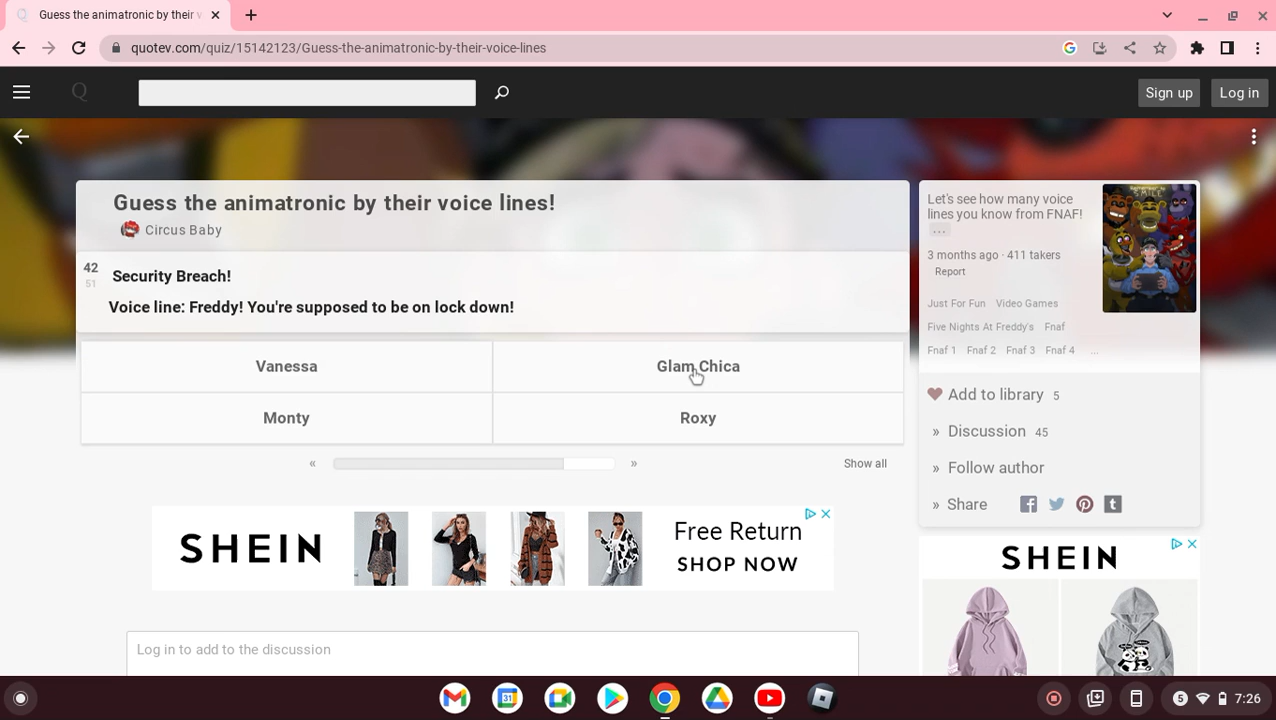 Guess the animatronic by their v
quotev.com/quiz/15142123/Guess-the-animatronic-by-their-voice-lines
Q
Sign up
Log in
Guess the animatronic by their voice lines!
Circus Baby
42
51
Security Breach!
Voice line: Freddy! You're supposed to be on lock down!
Vanessa
Glam Chica
Monty
Roxy
«
»
Show all
Let's see how many voice
lines you know from FNAF!
...
3 months ago · 411 takers
Report
Just For Fun Video Games
Five Nights At Freddy's Fnaf
Fnaf 1 Fnaf 2 Fnaf 3 Fnaf 4 ...
Add to library 5
» Discussion 45
» Follow author
» Share
SHEIN
Free Return
SHOP NOW
SHEIN
Log in to add to the discussion
31
5
7:26